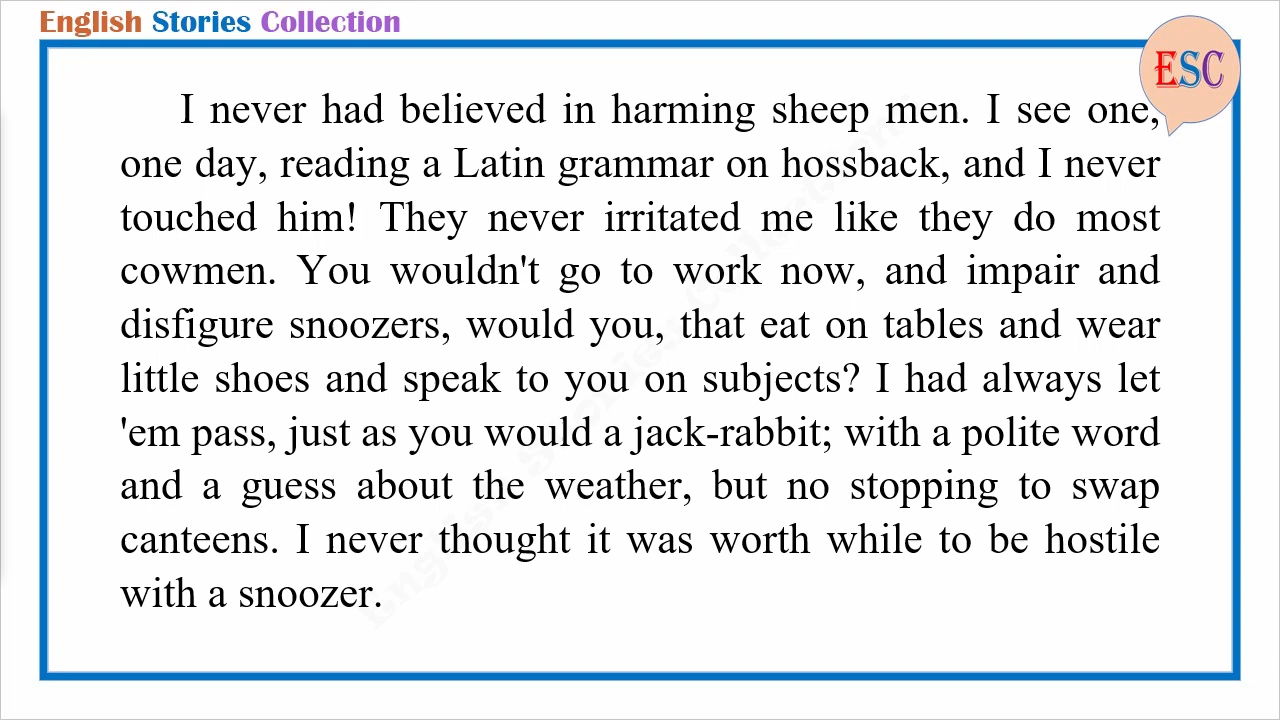 English Stories Collection
ESC
I never had believed in harming sheep men. I see one,
one day, reading a Latin grammar on hossback, and I never
touched him! They never irritated me like they do most
cowmen. You wouldn't go to work now, and impair and
disfigure snoozers, would you, that eat on tables and wear
little shoes and speak to you on subjects? I had always let
'em pass, just as you would a jack-rabbit; with a polite word
and a guess about the weather, but no stopping to swap
canteens. I never thought it was worth while to be hostile
with a snoozer.
English Stories Collection